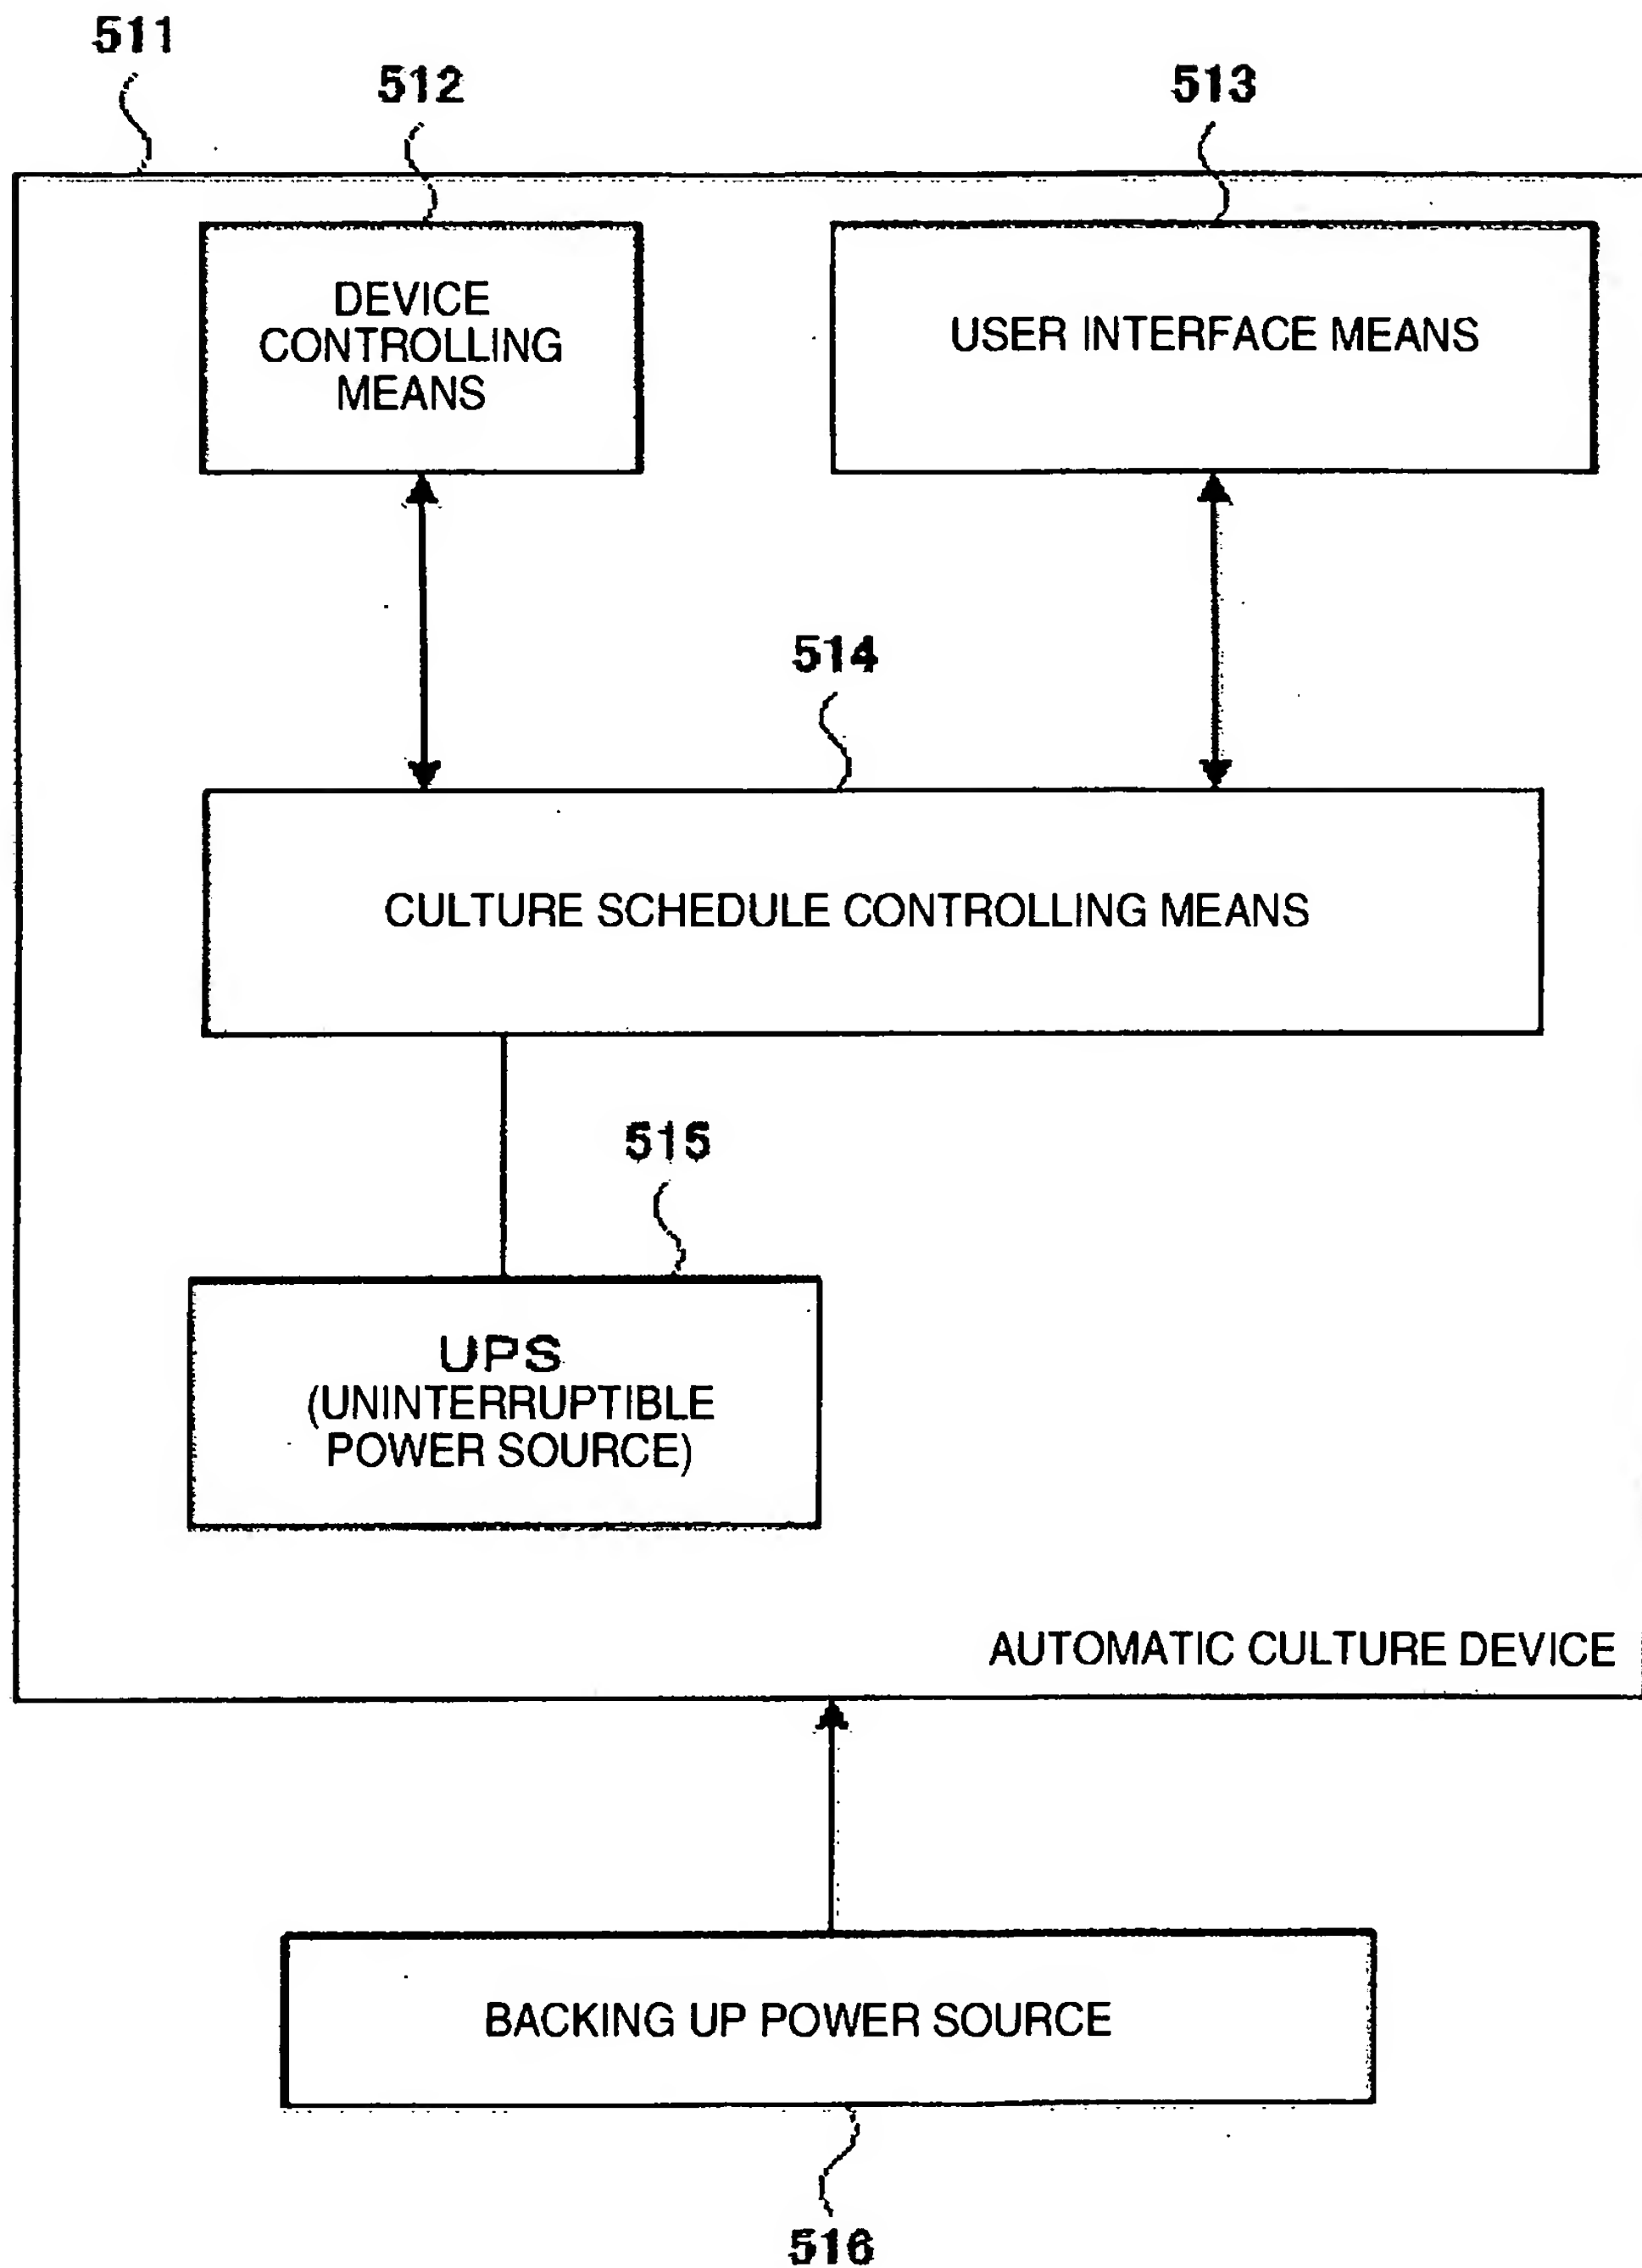 511
512
513
DEVICE
CONTROLLING
MEANS
USER INTERFACE MEANS
514
CULTURE SCHEDULE CONTROLLING MEANS
515
UPS
(UNINTERRUPTIBLE
POWER SOURCE)
AUTOMATIC CULTURE DEVICE
BACKING UP POWER SOURCE
516